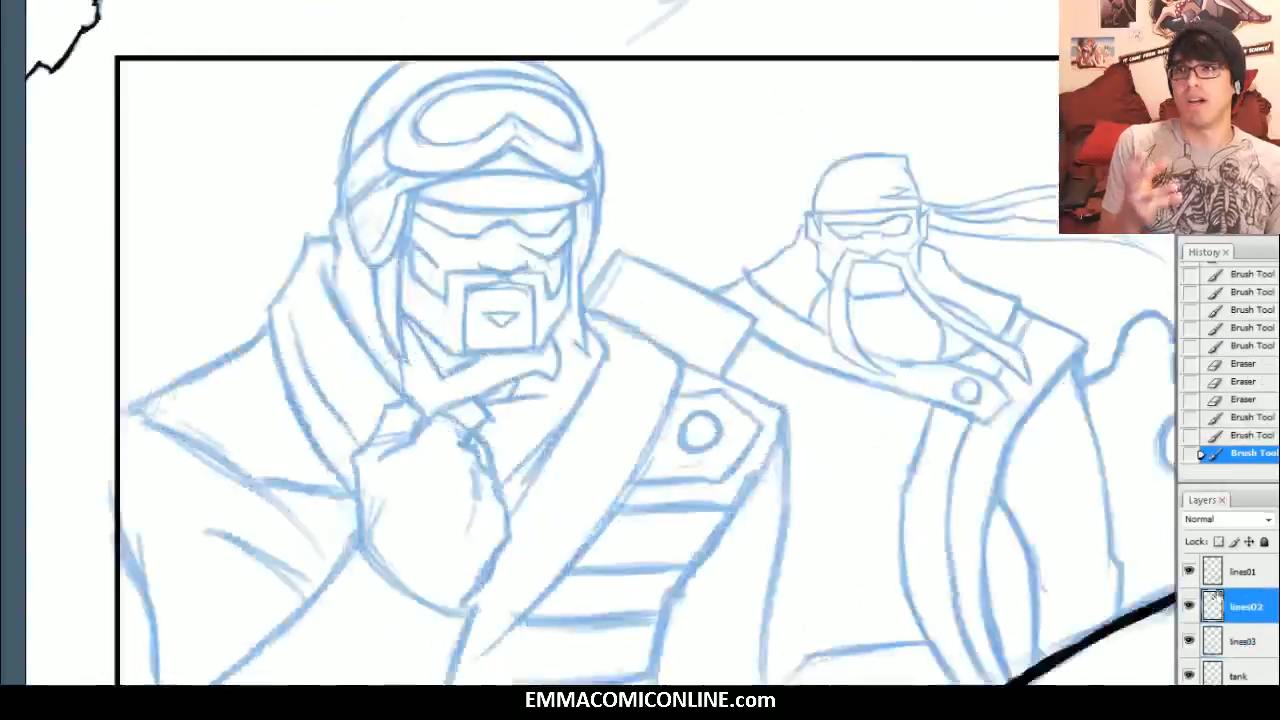 History
Brush Tool
Brush Tool
Brush Tool
Brush Tool
Brush Tool
Eraser
Eraser
Eraser
Brush Tool
Brush Tool
Brush Tool
Layers
Normal
Lock:
lines01
lines02
lines03
tank
EMMACOMICONLINE.com